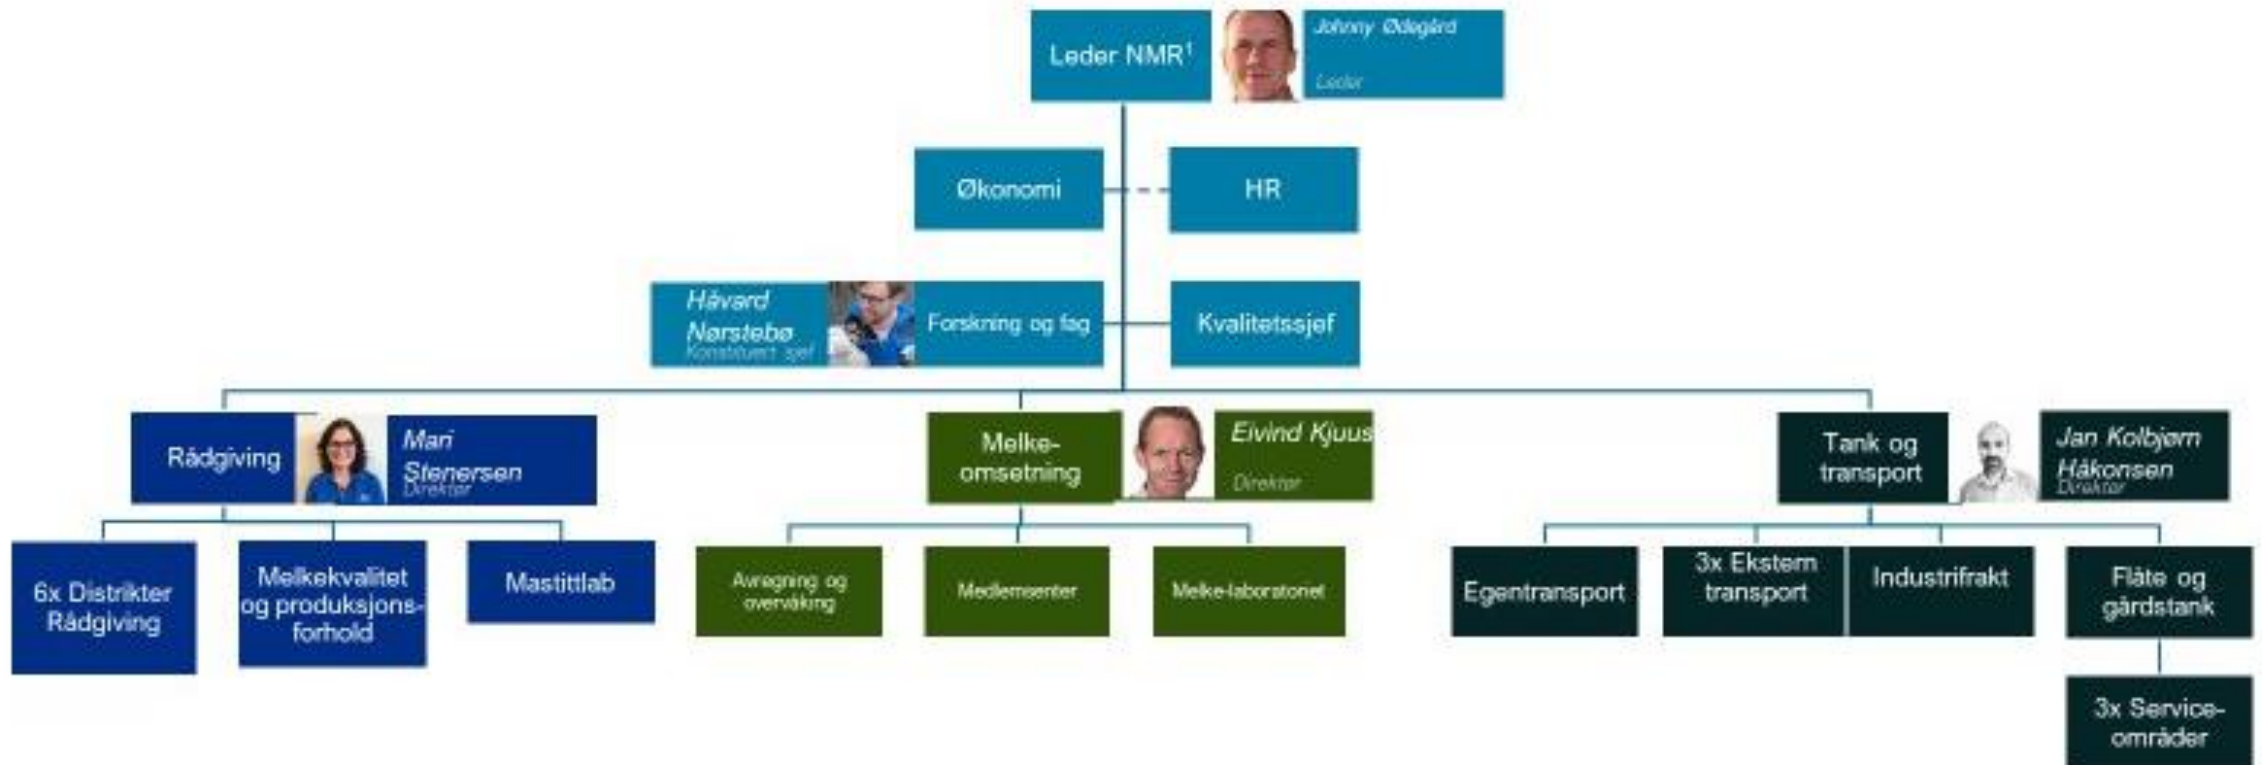 Leder NMR¹
Johnny Ødegård
Leder
Økonomi
HR
Håvard
Nørstebø
Konstituert sjef
Forskning og fag
Kvalitetssjef
Rådgiving
Mari
Stenersen
Direktør
Melke-
omsetning
Eivind Kjuus
Direktør
Tank og
transport
Jan Kolbjørn
Håkonsen
Direktør
6x Distrikter
Rådgiving
Melkekvalitet
og produksjons-
forhold
Mastittlab
Avregning og
overvåking
Medlemsenter
Melke-laboratoriet
Egentransport
3x Ekstern
transport
Industrifrakt
Flåte og
gårdstank
3x Service-
områder